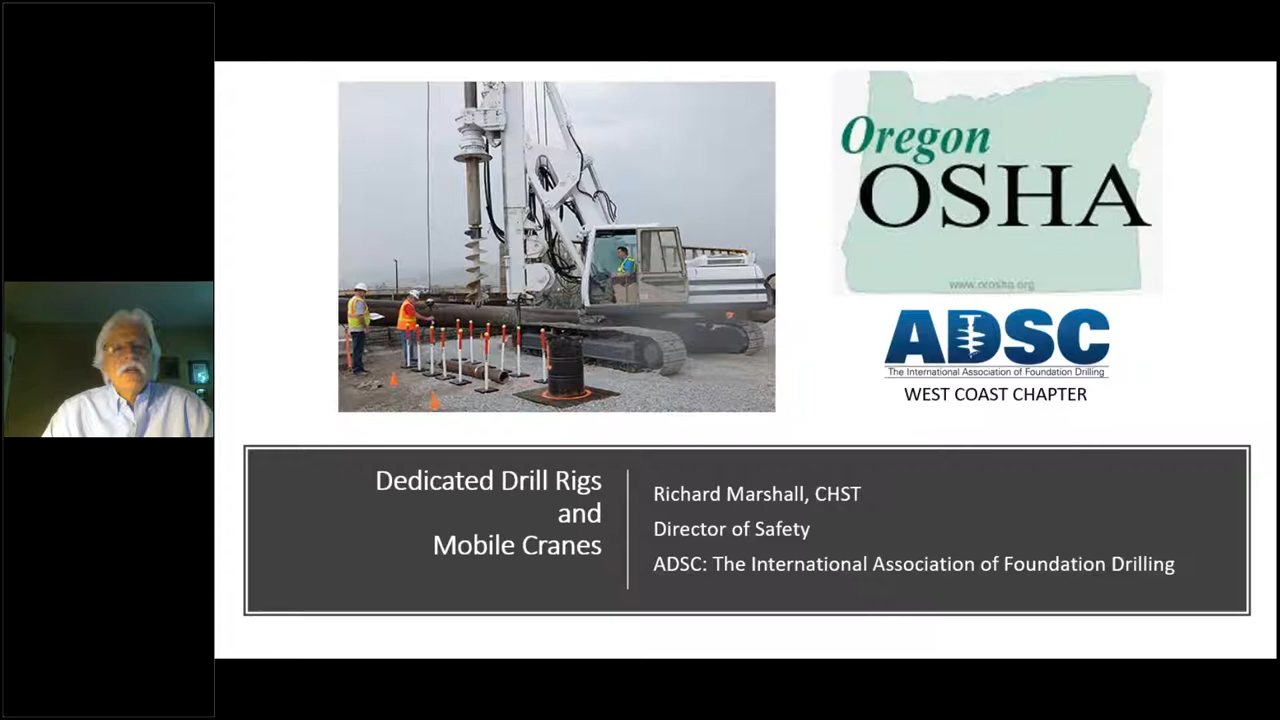 Oregon
OSHA
www.orosha.org
ADSC
The International Association of Foundation Drilling
WEST COAST CHAPTER
Dedicated Drill Rigs
and
Mobile Cranes
Richard Marshall, CHST
Director of Safety
ADSC: The International Association of Foundation Drilling